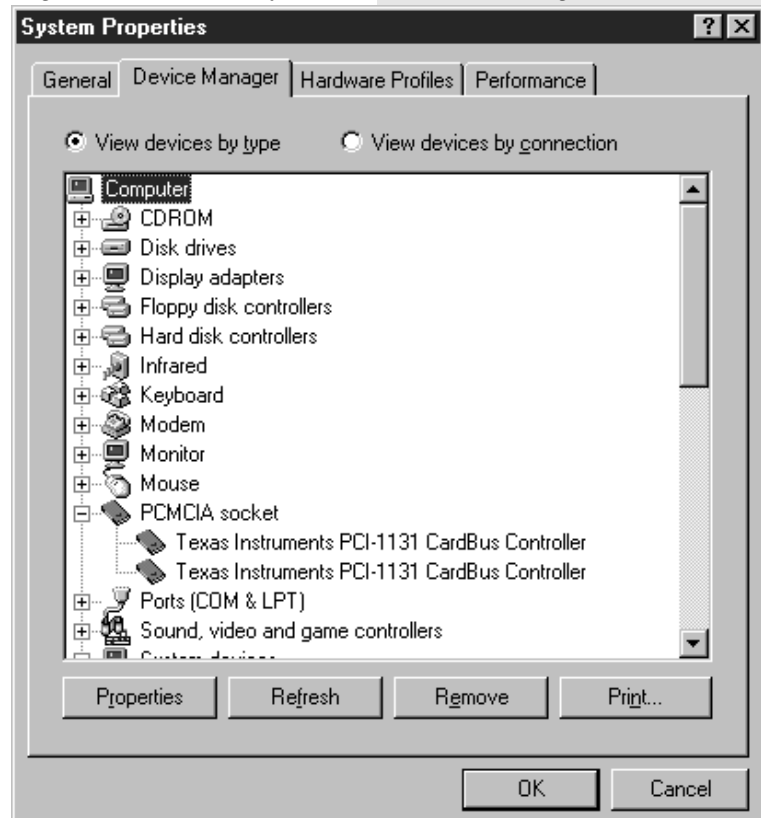 System Properties
General Device Manager Hardware Profiles Performance
View devices by type View devices by connection
Computer
CDROM
Disk drives
Display adapters
Floppy disk controllers
Hard disk controllers
Infrared
Keyboard
Modem
Monitor
Mouse
PCMCIA socket
Texas Instruments PCI-1131 CardBus Controller
Texas Instruments PCI-1131 CardBus Controller
Ports (COM & LPT)
Sound, video and game controllers
System devices
Properties Refresh Remove Print...
OK Cancel